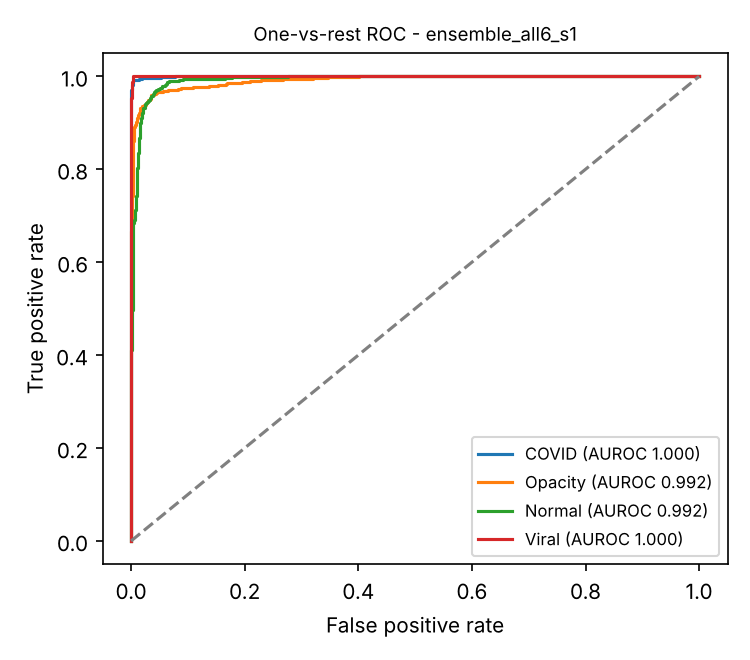 One-vs-rest ROC - ensemble_all6_s1
True positive rate
1.0
0.8
0.6
0.4
0.2
0.0
COVID (AUROC 1.000)
Opacity (AUROC 0.992)
Normal (AUROC 0.992)
Viral (AUROC 1.000)
0.0 0.2 0.4 0.6 0.8 1.0
False positive rate